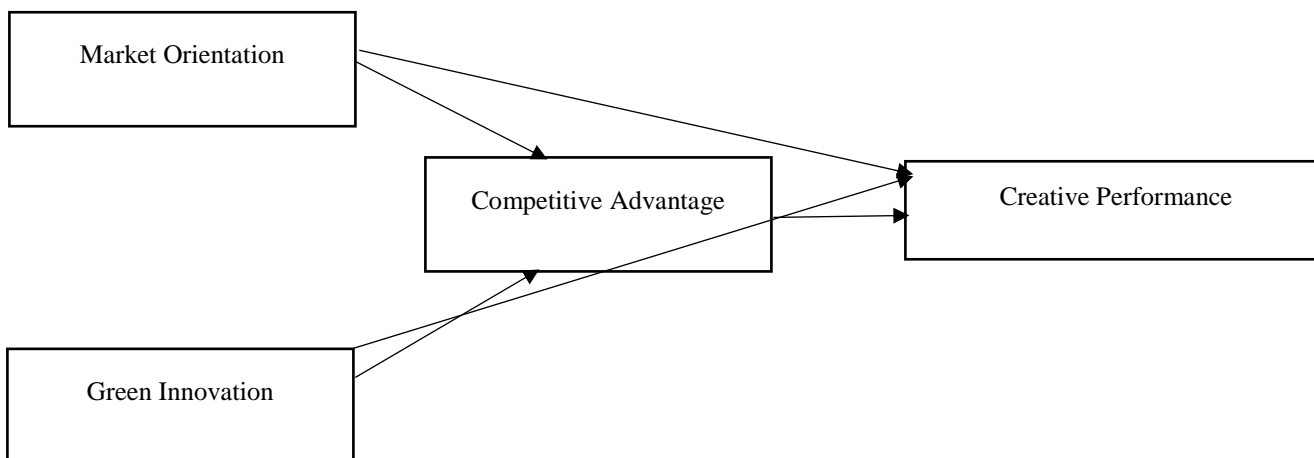 Market Orientation
Competitive Advantage
Creative Performance
Green Innovation